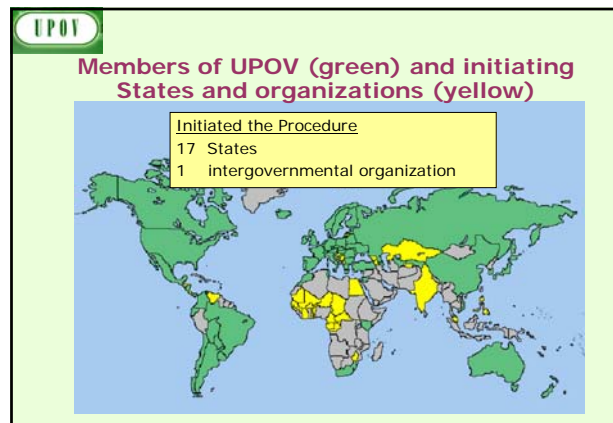 UPOV
Members of UPOV (green) and initiating
States and organizations (yellow)
Initiated the Procedure
17 States
1 intergovernmental organization